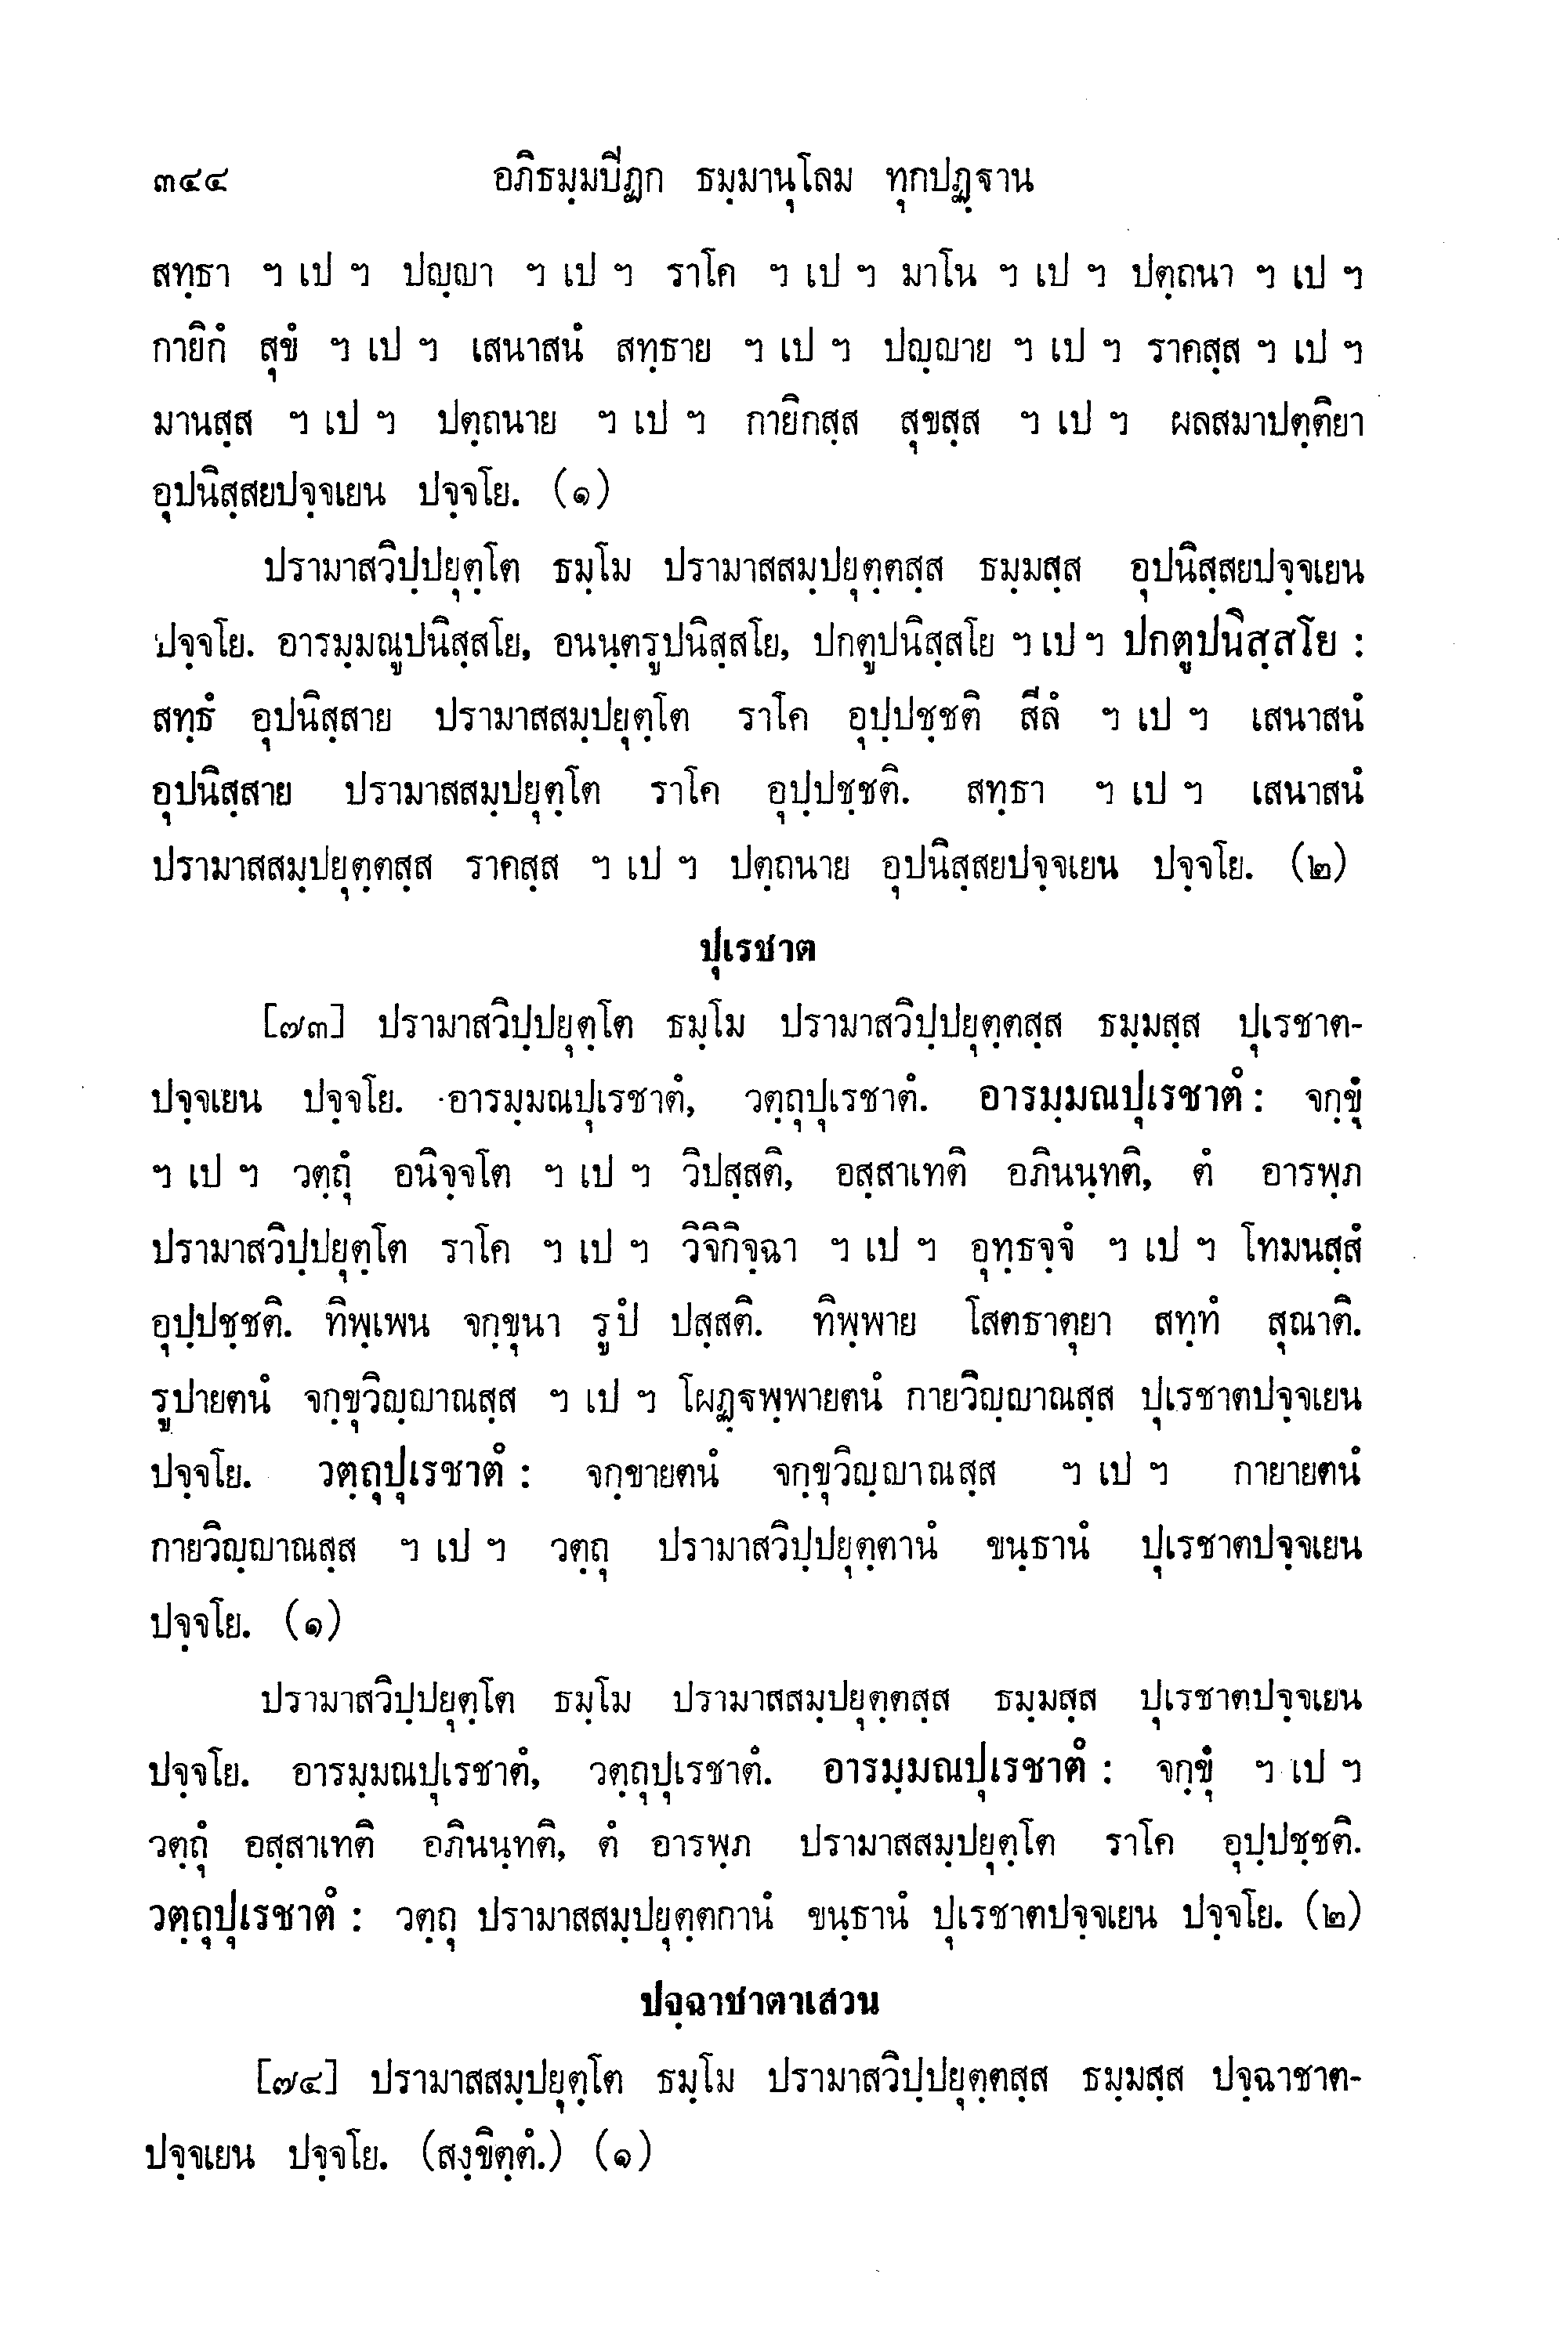 ๓๔๔ อภิธมฺมปีฏก ธมฺมานุโลม ทุกปฏฺฐาน
สทฺธา ฯ เป ฯ ปญฺญา ฯ เป ฯ ราโค ฯ เป ฯ มาโน ฯ เป ฯ ปตฺถนา ฯ เป ฯ
กายิกํ สุขํ ฯ เป ฯ เสนาสนํ สทฺธาย ฯ เป ฯ ปญฺญาย ฯ เป ฯ ราคสฺส ฯ เป ฯ
มานสฺส ฯ เป ฯ ปตฺถนาย ฯ เป ฯ กายิกสฺส สุขสฺส ฯ เป ฯ ผลสมาปตฺติยา
อุปนิสฺสยปจฺจเยน ปจฺจโย. (๑)
ปรามาสวิปฺปยุตฺโต ธมฺโม ปรามาสสมฺปยุตฺตสฺส ธมฺมสฺส อุปนิสฺสยปจฺจเยน
ปจฺจโย. อารมฺมณูปนิสฺสโย, อนนฺตรูปนิสฺสโย, ปกตูปนิสฺสโย ฯ เป ฯ ปกตูปนิสฺสโย :
สทฺธํ อุปนิสฺสาย ปรามาสสมฺปยุตฺโต ราโค อุปฺปชฺชติ สีลํ ฯ เป ฯ เสนาสนํ
อุปนิสฺสาย ปรามาสสมฺปยุตฺโต ราโค อุปฺปชฺชติ. สทฺธา ฯ เป ฯ เสนาสนํ
ปรามาสสมฺปยุตฺตสฺส ราคสฺส ฯ เป ฯ ปตฺถนาย อุปนิสฺสยปจฺจเยน ปจฺจโย. (๒)
ปุเรชาต
[๗๓] ปรามาสวิปฺปยุตฺโต ธมฺโม ปรามาสวิปฺปยุตฺตสฺส ธมฺมสฺส ปุเรชาต-
ปจฺจเยน ปจฺจโย. อารมฺมณปุเรชาตํ, วตฺถุปุเรชาตํ. อารมฺมณปุเรชาตํ : จกฺขุํ
ฯ เป ฯ วตฺถุํ อนิจฺจโต ฯ เป ฯ วิปสฺสติ, อสฺสาเทติ อภินนฺทติ, ตํ อารพฺภ
ปรามาสวิปฺปยุตฺโต ราโค ฯ เป ฯ วิจิกิจฺฉา ฯ เป ฯ อุทฺธจฺจํ ฯ เป ฯ โทมนสฺสํ
อุปฺปชฺชติ. ทิพฺเพน จกฺขุนา รูปํ ปสฺสติ. ทิพฺพาย โสตธาตุยา สทฺทํ สุณาติ.
รูปายตนํ จกฺขุวิญฺญาณสฺส ฯ เป ฯ โผฏฺฐพฺพายตนํ กายวิญฺญาณสฺส ปุเรชาตปจฺจเยน
ปจฺจโย. วตฺถุปุเรชาตํ : จกฺขายตนํ จกฺขุวิญฺญาณสฺส ฯ เป ฯ กายายตนํ
กายวิญฺญาณสฺส ฯ เป ฯ วตฺถุ ปรามาสวิปฺปยุตฺตานํ ขนฺธานํ ปุเรชาตปจฺจเยน
ปจฺจโย. (๑)
ปรามาสวิปฺปยุตฺโต ธมฺโม ปรามาสสมฺปยุตฺตสฺส ธมฺมสฺส ปุเรชาตปจฺจเยน
ปจฺจโย. อารมฺมณปุเรชาตํ, วตฺถุปุเรชาตํ. อารมฺมณปุเรชาตํ : จกฺขุํ ฯ เป ฯ
วตฺถุํ อสฺสาเทติ อภินนฺทติ, ตํ อารพฺภ ปรามาสสมฺปยุตฺโต ราโค อุปฺปชฺชติ.
วตฺถุปุเรชาตํ : วตฺถุ ปรามาสสมฺปยุตฺตกานํ ขนฺธานํ ปุเรชาตปจฺจเยน ปจฺจโย. (๒)
ปจฺฉาชาตาเสวน
[๗๔] ปรามาสสมฺปยุตฺโต ธมฺโม ปรามาสวิปฺปยุตฺตสฺส ธมฺมสฺส ปจฺฉาชาต-
ปจฺจเยน ปจฺจโย. (สงฺขิตฺตํ.) (๑)